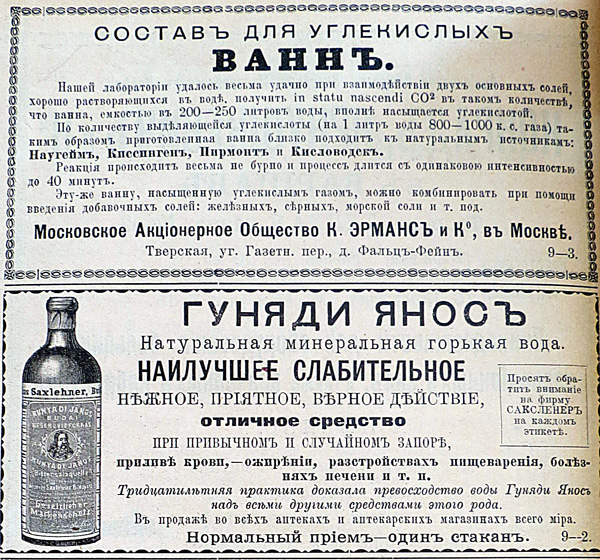 СОСТАВЪ ДЛЯ УГЛЕКИСЛЫХЪ
ВАННЪ.
Нашей лабораторіи удалось весьма удачно при взаимодѣйствіи двухъ основныхъ солей,
хорошо растворяющихся въ водѣ, получить in statu nascendi CO² въ такомъ количествѣ,
что ванна, емкостью въ 200—250 литровъ воды, вполнѣ насыщается углекислотой.
По количеству выдѣляющейся углекислоты (на 1 литръ воды 800—1000 к. с. газа) та-
кимъ образомъ приготовленная ванна близко подходитъ къ натуральнымъ источникамъ:
Наугеймъ, Киссингенъ, Пирмонтъ и Кисловодскъ.
Реакція происходитъ весьма не бурно и процессъ длится съ одинаковою интенсивностью
до 40 минутъ.
Эту-же ванну, насыщенную углекислымъ газомъ, можно комбинировать при помощи
введенія добавочныхъ солей: желѣзныхъ, сѣрныхъ, морской соли и т. под.
Московское Акціонерное Общество К. ЭРМАНСЪ и Кº, въ Москвѣ.
Тверская, уг. Газетн. пер., д. Фальцъ-Фейнъ. 9—3.
ГУНЯДИ ЯНОСЪ
Натуральная минеральная горькая вода.
НАИЛУЧШЕЕ СЛАБИТЕЛЬНОЕ
НѢЖНОЕ, ПРІЯТНОЕ, ВѢРНОЕ ДѢЙСТВІЕ,
отличное средство
ПРИ ПРИВЫЧНОМЪ И СЛУЧАЙНОМЪ ЗАПОРѢ,
приливѣ крови,—ожирѣніи, разстройствахъ пищеваренія, болѣз-
няхъ печени и т. п.
Тридцатилѣтняя практика доказала превосходство воды Гуняди Яносъ
надъ всѣми другими средствами этого рода.
Въ продажѣ во всѣхъ аптекахъ и аптекарскихъ магазинахъ всего міра.
Нормальный пріемъ—одинъ стаканъ. 9—2.
Просятъ обра-
тить вниманіе
на фирму
САКСЛЕНЕРЪ
на каждомъ
этикетѣ.
Saxlehner, Bu
HUNYADI JÁNOS
BUDAI
KESERÜVIZFORRÁS
HUNYADI JÁNOS
Bitterwasserquelle
Gesetzlicher
Markenschutz